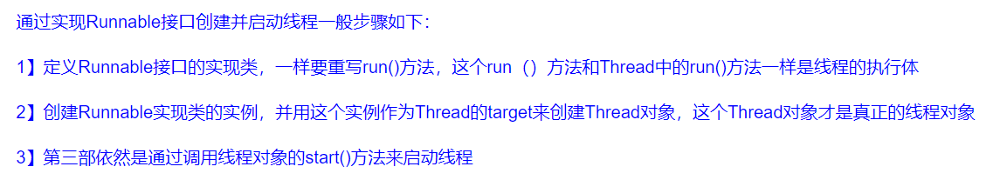 通过实现Runnable接口创建并启动线程一般步骤如下：
1】定义Runnable接口的实现类，一样要重写run()方法，这个run（）方法和Thread中的run()方法一样是线程的执行体
2】创建Runnable实现类的实例，并用这个实例作为Thread的target来创建Thread对象，这个Thread对象才是真正的线程对象
3】第三部依然是通过调用线程对象的start()方法来启动线程